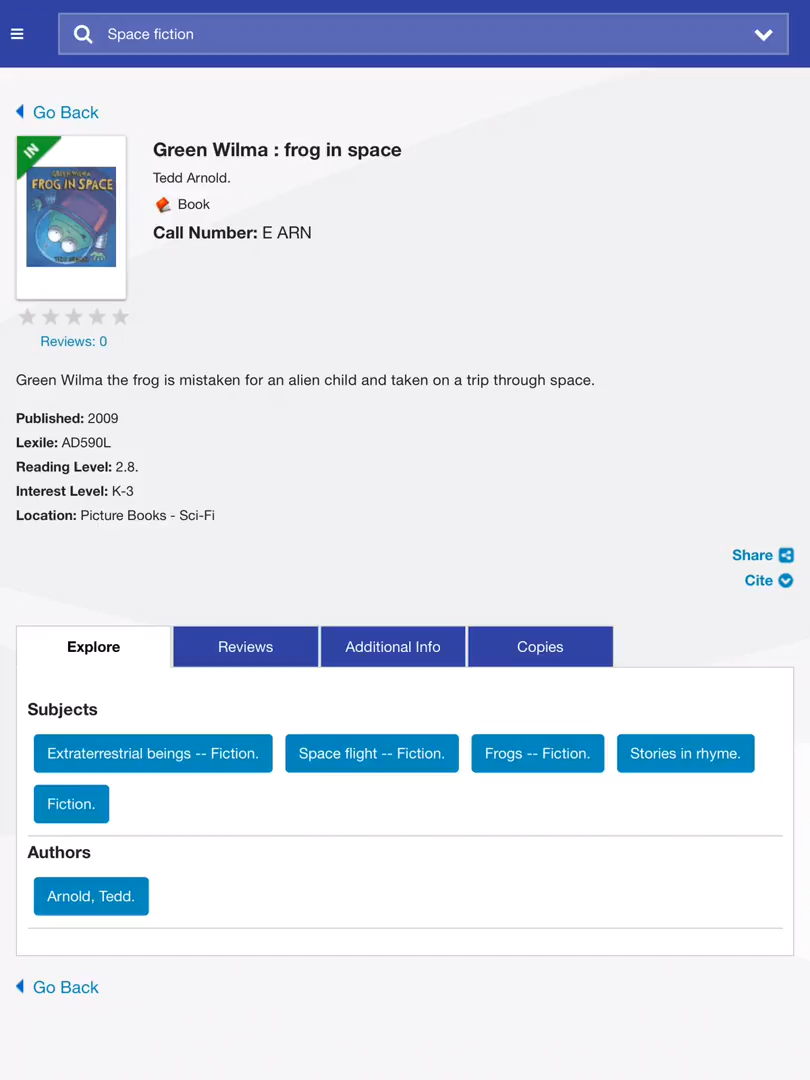 Space fiction
Go Back
IN
GREEN WILMA
FROG IN SPACE
TEDD ARNOLD
Green Wilma : frog in space
Tedd Arnold.
Book
Call Number: E ARN
Reviews: 0
Green Wilma the frog is mistaken for an alien child and taken on a trip through space.
Published: 2009
Lexile: AD590L
Reading Level: 2.8.
Interest Level: K-3
Location: Picture Books - Sci-Fi
Share
Cite
Explore Reviews Additional Info Copies
Subjects
Extraterrestrial beings -- Fiction. Space flight -- Fiction. Frogs -- Fiction. Stories in rhyme.
Fiction.
Authors
Arnold, Tedd.
Go Back